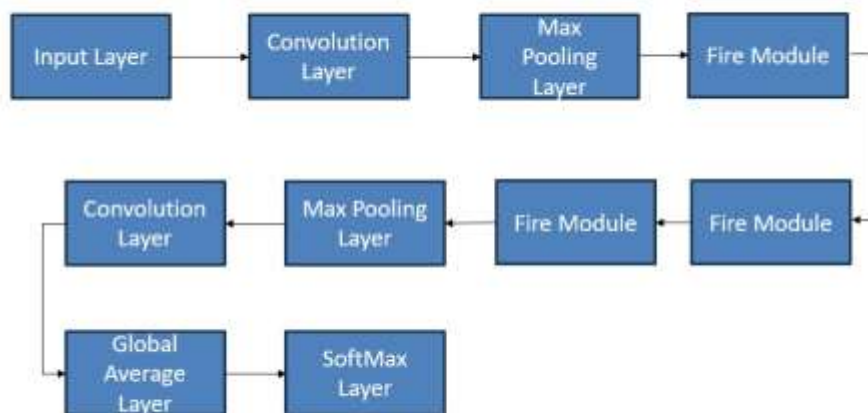 Input Layer
Convolution
Layer
Max
Pooling
Layer
Fire Module
Fire Module
Fire Module
Max Pooling
Layer
Convolution
Layer
Global
Average
Layer
SoftMax
Layer